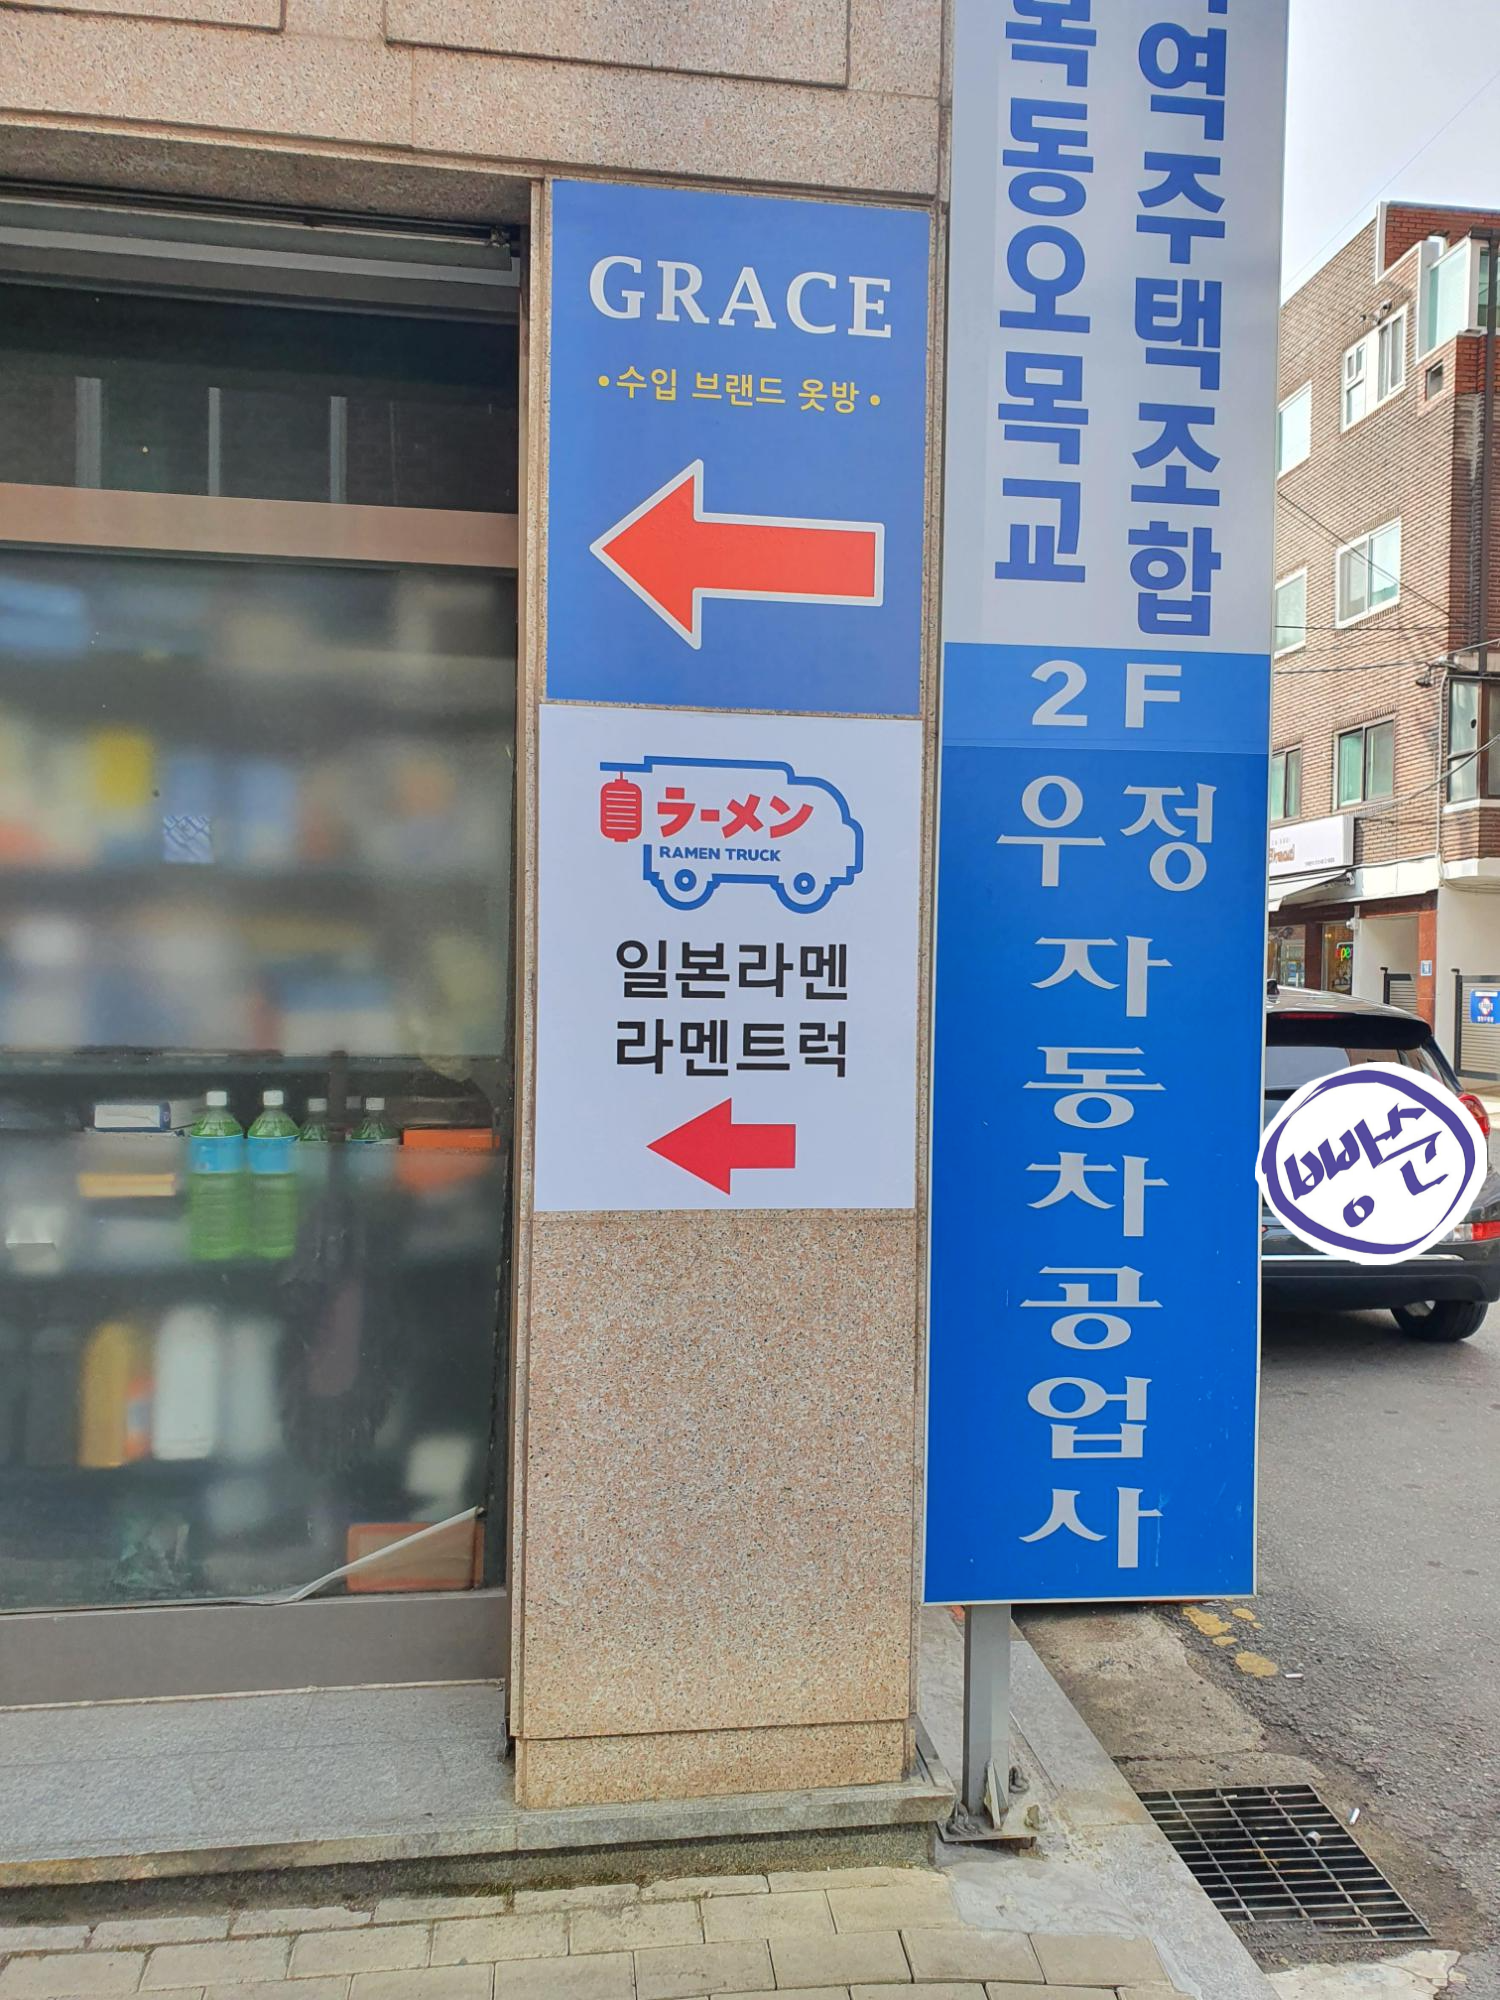 GRACE
•수입 브랜드 옷방•
ラーメン
RAMEN TRUCK
일본라멘
라멘트럭
목동오목교
역주택조합
2F
우정
자동차공업사
빵순